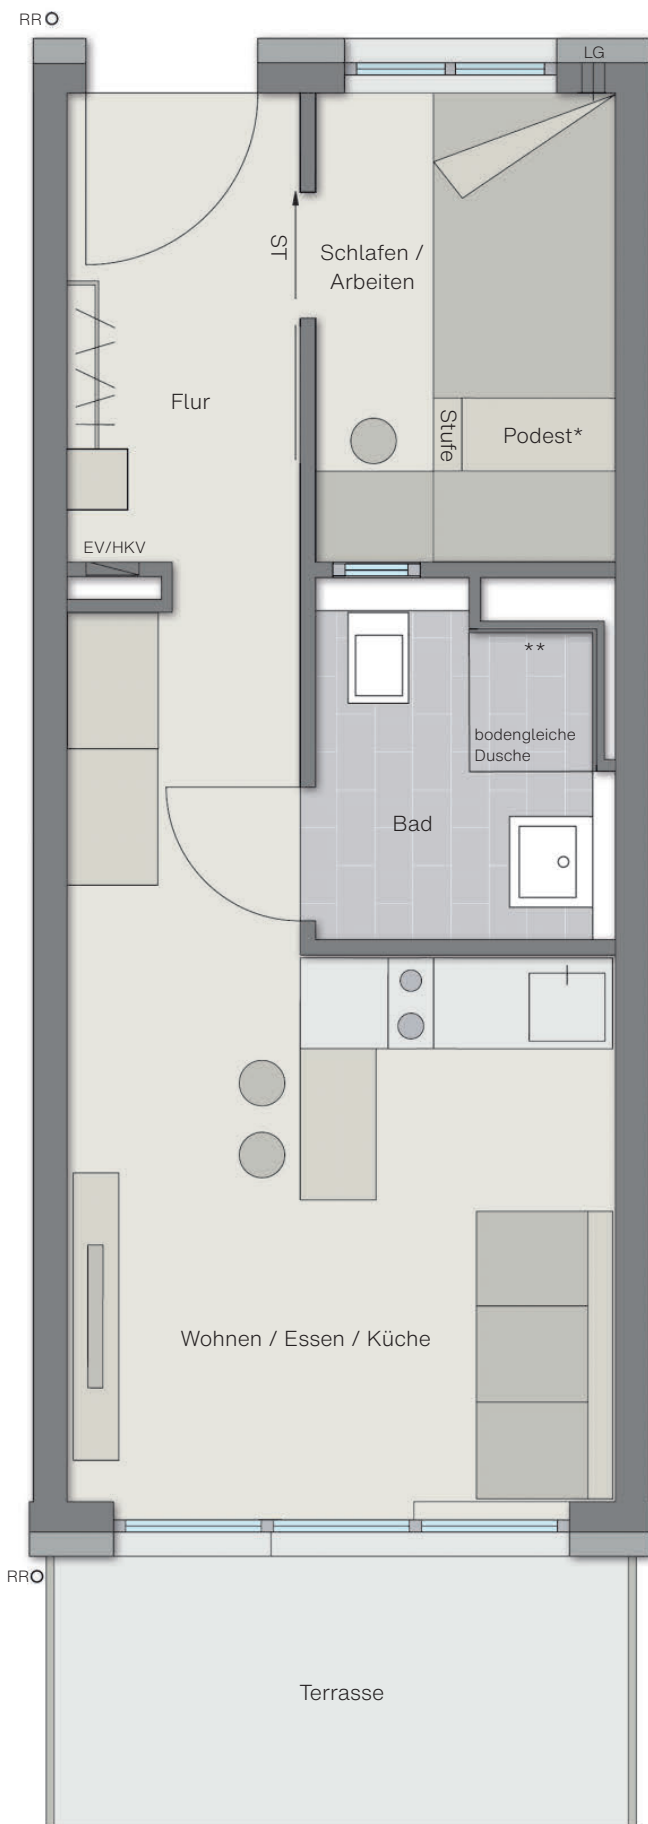 RR
LG
ST
Schlafen /
Arbeiten
Flur
Stufe
Podest*
EV/HKV
**
bodengleiche
Dusche
Bad
Wohnen / Essen / Küche
RR
Terrasse